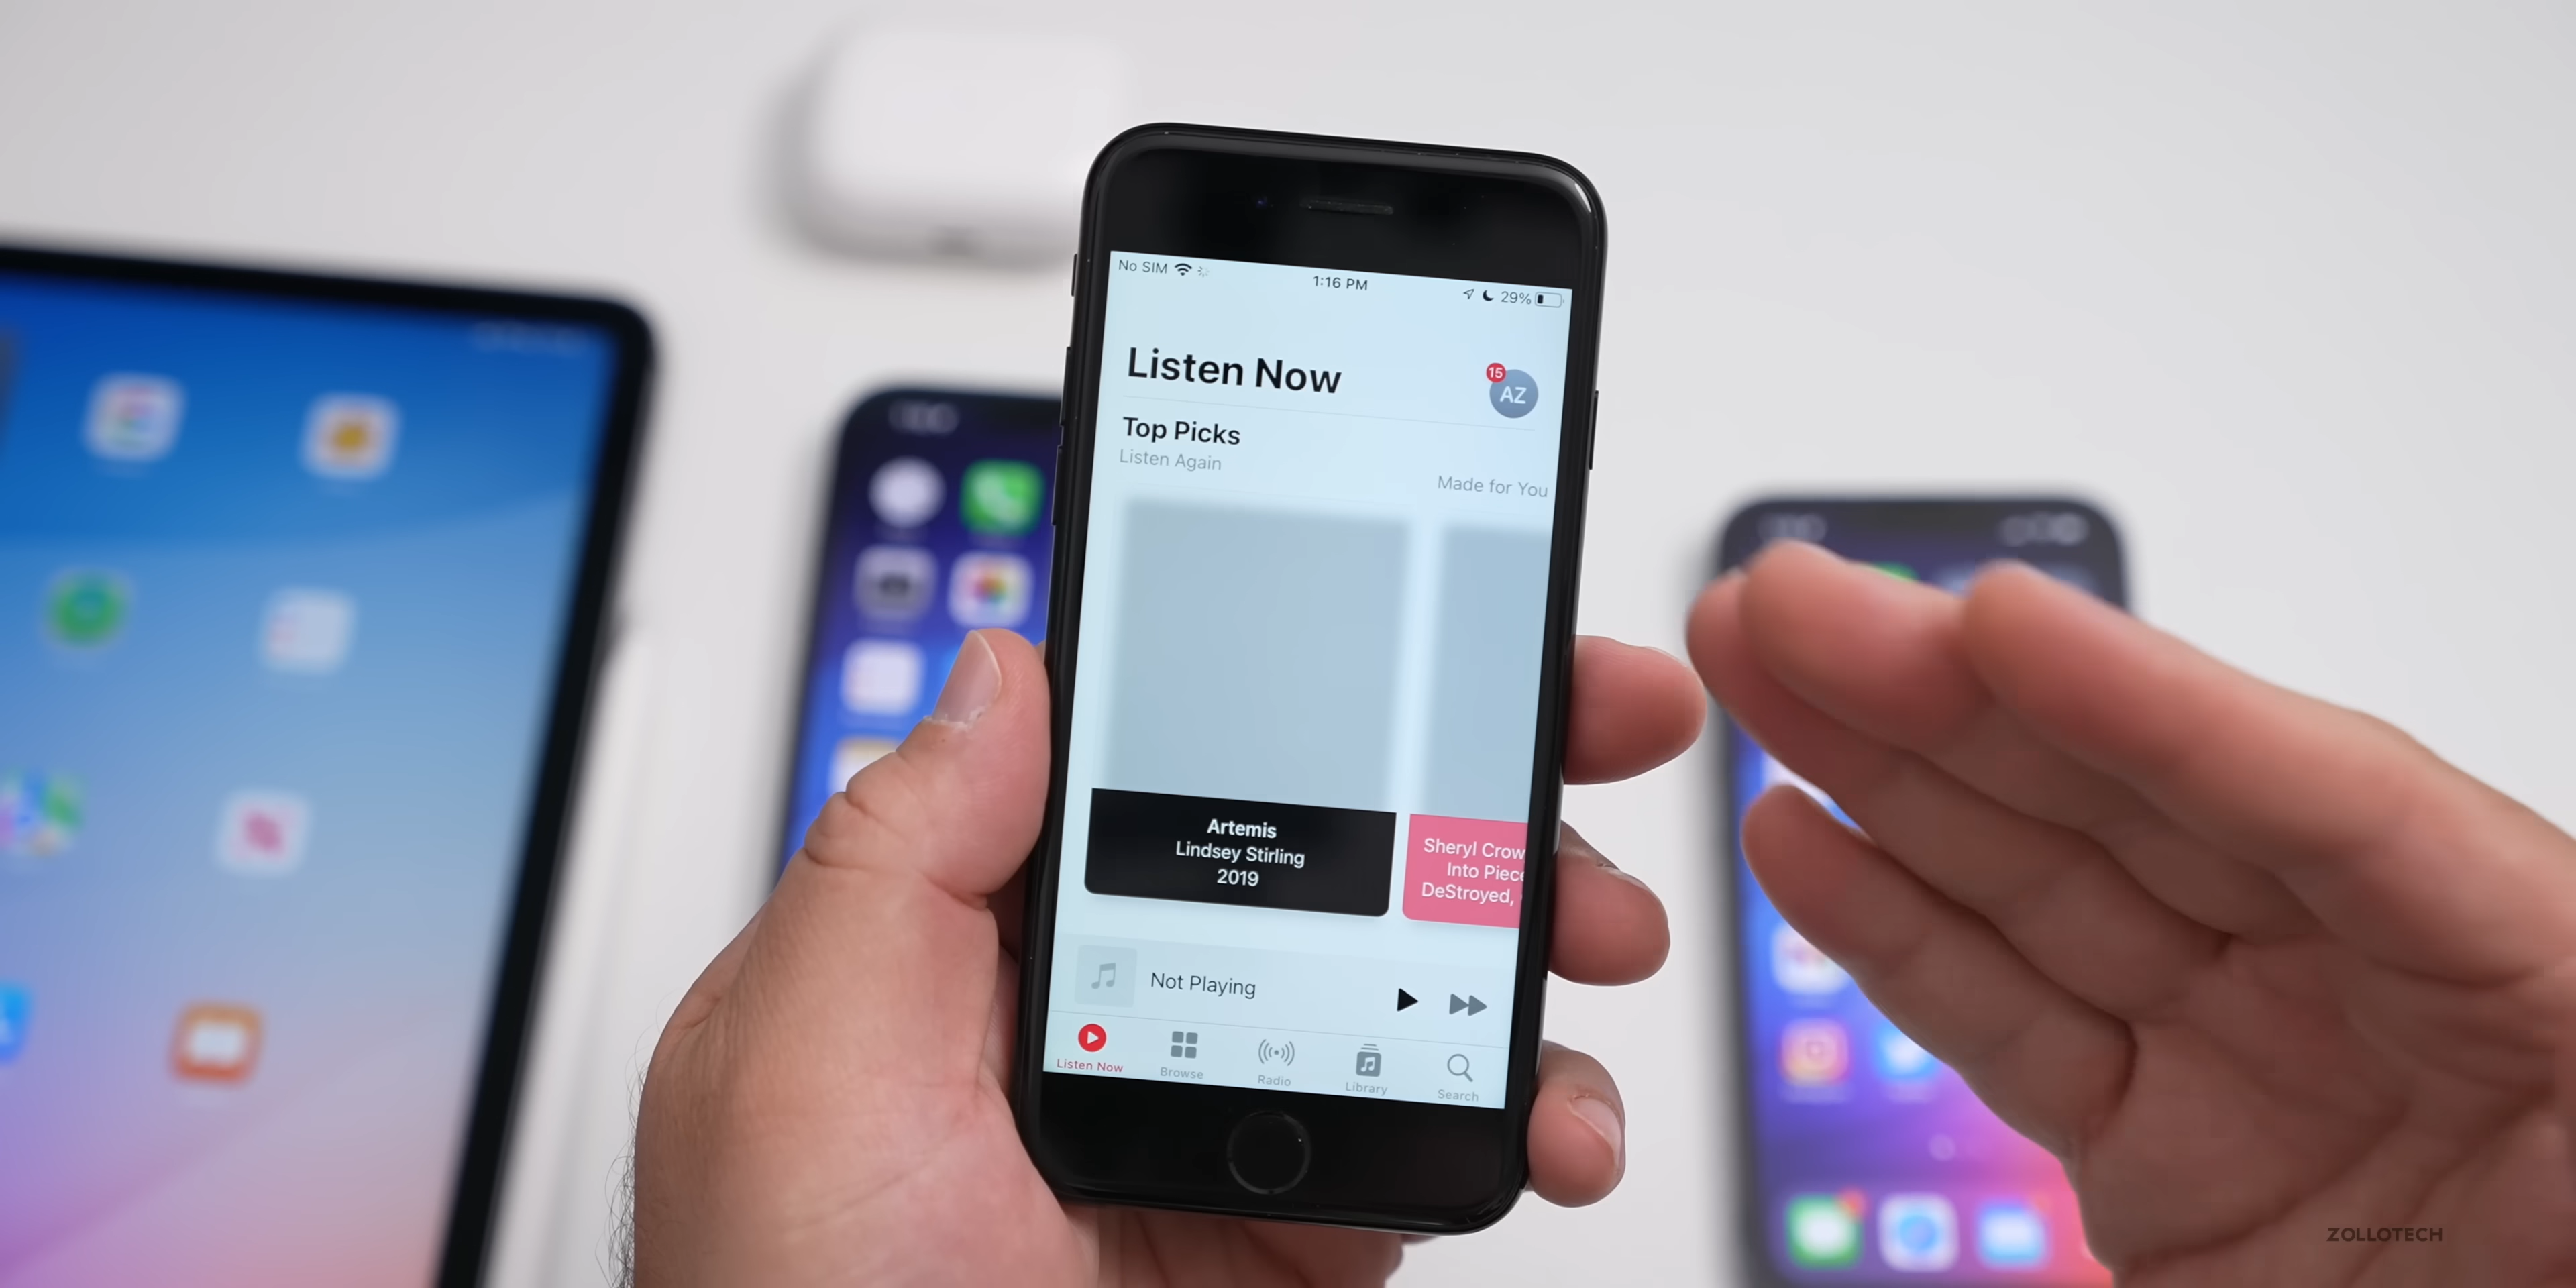 No SIM
1:16 PM
29%
Listen Now
15
AZ
Top Picks
Listen Again
Made for You
Artemis
Lindsey Stirling
2019
Sheryl Crow
Into
DeStroyed,
Not Playing
Listen Now
Browse
Radio
Library
Search
ZOLLOTECH